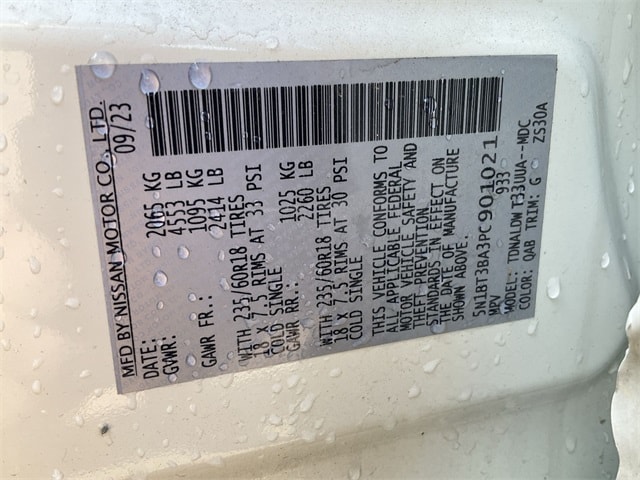 MFD BY NISSAN MOTOR CO., LTD.
DATE: 09/23
GVWR: 2065 KG
4553 LB
GAWR FR.: 1095 KG
2414 LB
WITH 235/60R18 TIRES
18 X 7.5 RIMS AT 33 PSI
COLD SINGLE
GAWR RR.: 1025 KG
2260 LB
WITH 235/60R18 TIRES
18 X 7.5 RIMS AT 30 PSI
COLD SINGLE
THIS VEHICLE CONFORMS TO
ALL APPLICABLE FEDERAL
MOTOR VEHICLE SAFETY AND
THEFT PREVENTION
STANDARDS IN EFFECT ON
THE DATE OF MANUFACTURE
SHOWN ABOVE.
5N1BT3BA3PC901021
MPV 933
MODEL: TDNALDW T33UUA--MDC
COLOR: QAB TRIM: G ZS30A